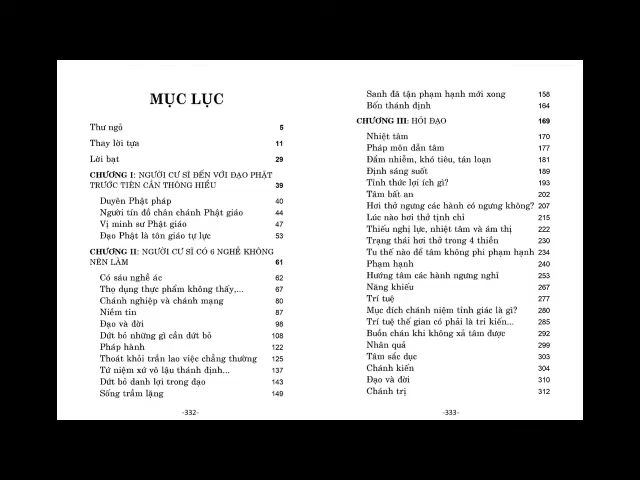 MỤC LỤC
Thư ngỏ 5
Thay lời tựa 11
Lời bạt 29
CHƯƠNG I: NGƯỜI CƯ SĨ ĐẾN VỚI ĐẠO PHẬT
TRƯỚC TIÊN CẦN THÔNG HIỂU 39
Duyên Phật pháp 40
Người tín đồ chân chánh Phật giáo 44
Vị minh sư Phật giáo 47
Đạo Phật là tôn giáo tự lực 53
CHƯƠNG II: NGƯỜI CƯ SĨ CÓ 6 NGHỀ KHÔNG
NÊN LÀM 61
Có sáu nghề ác 62
Thọ dụng thực phẩm không thấy,... 67
Chánh nghiệp và chánh mạng 80
Niềm tin 87
Đạo và đời 98
Dứt bỏ những gì cần dứt bỏ 108
Pháp hành 122
Thoát khỏi trần lao việc chẳng thường 125
Tứ niệm xứ vô lậu thánh định... 137
Dứt bỏ danh lợi trong đạo 143
Sống trầm lặng 149
-332-
Sanh đã tận phạm hạnh mới xong 158
Bốn thánh định 164
CHƯƠNG III: HỎI ĐẠO 169
Nhiệt tâm 170
Pháp môn dẫn tâm 177
Đắm nhiễm, khó tiêu, tán loạn 181
Định sáng suốt 189
Tỉnh thức lợi ích gì? 193
Tâm bất an 202
Hơi thở ngưng các hành có ngưng không? 207
Lúc nào hơi thở tịnh chỉ 215
Thiếu nghị lực, nhiệt tâm và ám thị 222
Trạng thái hơi thở trong 4 thiền 230
Tu thế nào để tâm không phi phạm hạnh 234
Phạm hạnh 240
Hướng tâm các hành ngưng nghỉ 253
Năng khiếu 267
Trí tuệ 277
Mục đích chánh niệm tỉnh giác là gì? 280
Trí tuệ thế gian có phải là tri kiến... 285
Buồn chán khi không xả tâm được 292
Nhân quả 299
Tâm sắc dục 303
Chánh kiến 304
Đạo và đời 310
Chánh trị 312
-333-